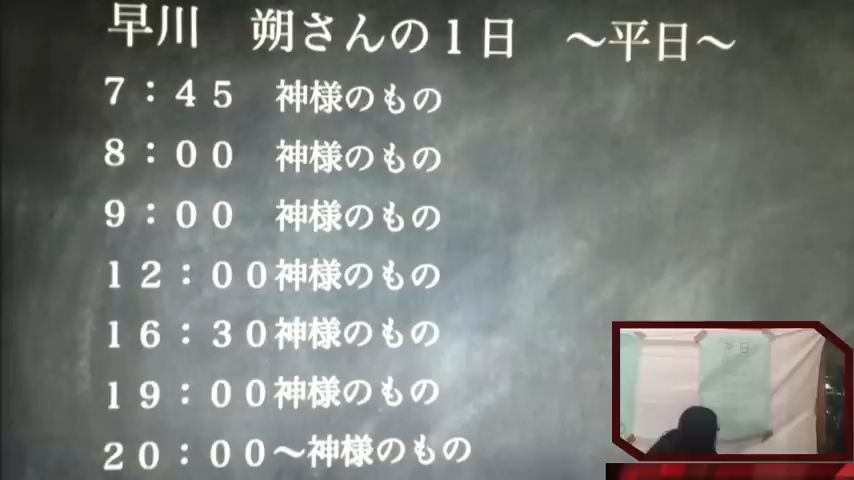 早川　朔さんの１日　～平日～
７：４５　神様のもの
８：００　神様のもの
９：００　神様のもの
１２：００神様のもの
１６：３０神様のもの
１９：００神様のもの
２０：００～神様のもの
平日